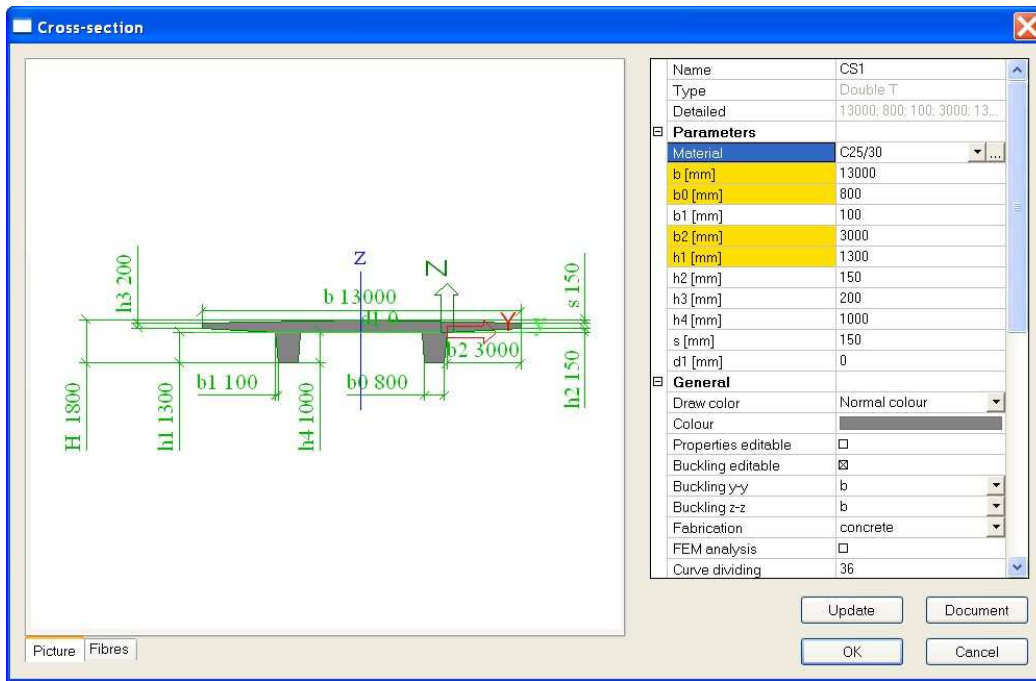 Cross-section
Z
N
h3 200
b 13000
s 150
d1 0
Y
y
b2 3000
b1 100
b0 800
H 1800
h1 1300
h4 1000
h2 150
Picture
Fibres
Name CS1
Type Double T
Detailed 13000; 800; 100; 3000; 13...
Parameters
Material C25/30 ...
b [mm] 13000
b0 [mm] 800
b1 [mm] 100
b2 [mm] 3000
h1 [mm] 1300
h2 [mm] 150
h3 [mm] 200
h4 [mm] 1000
s [mm] 150
d1 [mm] 0
General
Draw color Normal colour
Colour
Properties editable
Buckling editable
Buckling y-y b
Buckling z-z b
Fabrication concrete
FEM analysis
Curve dividing 36
Update Document
OK Cancel